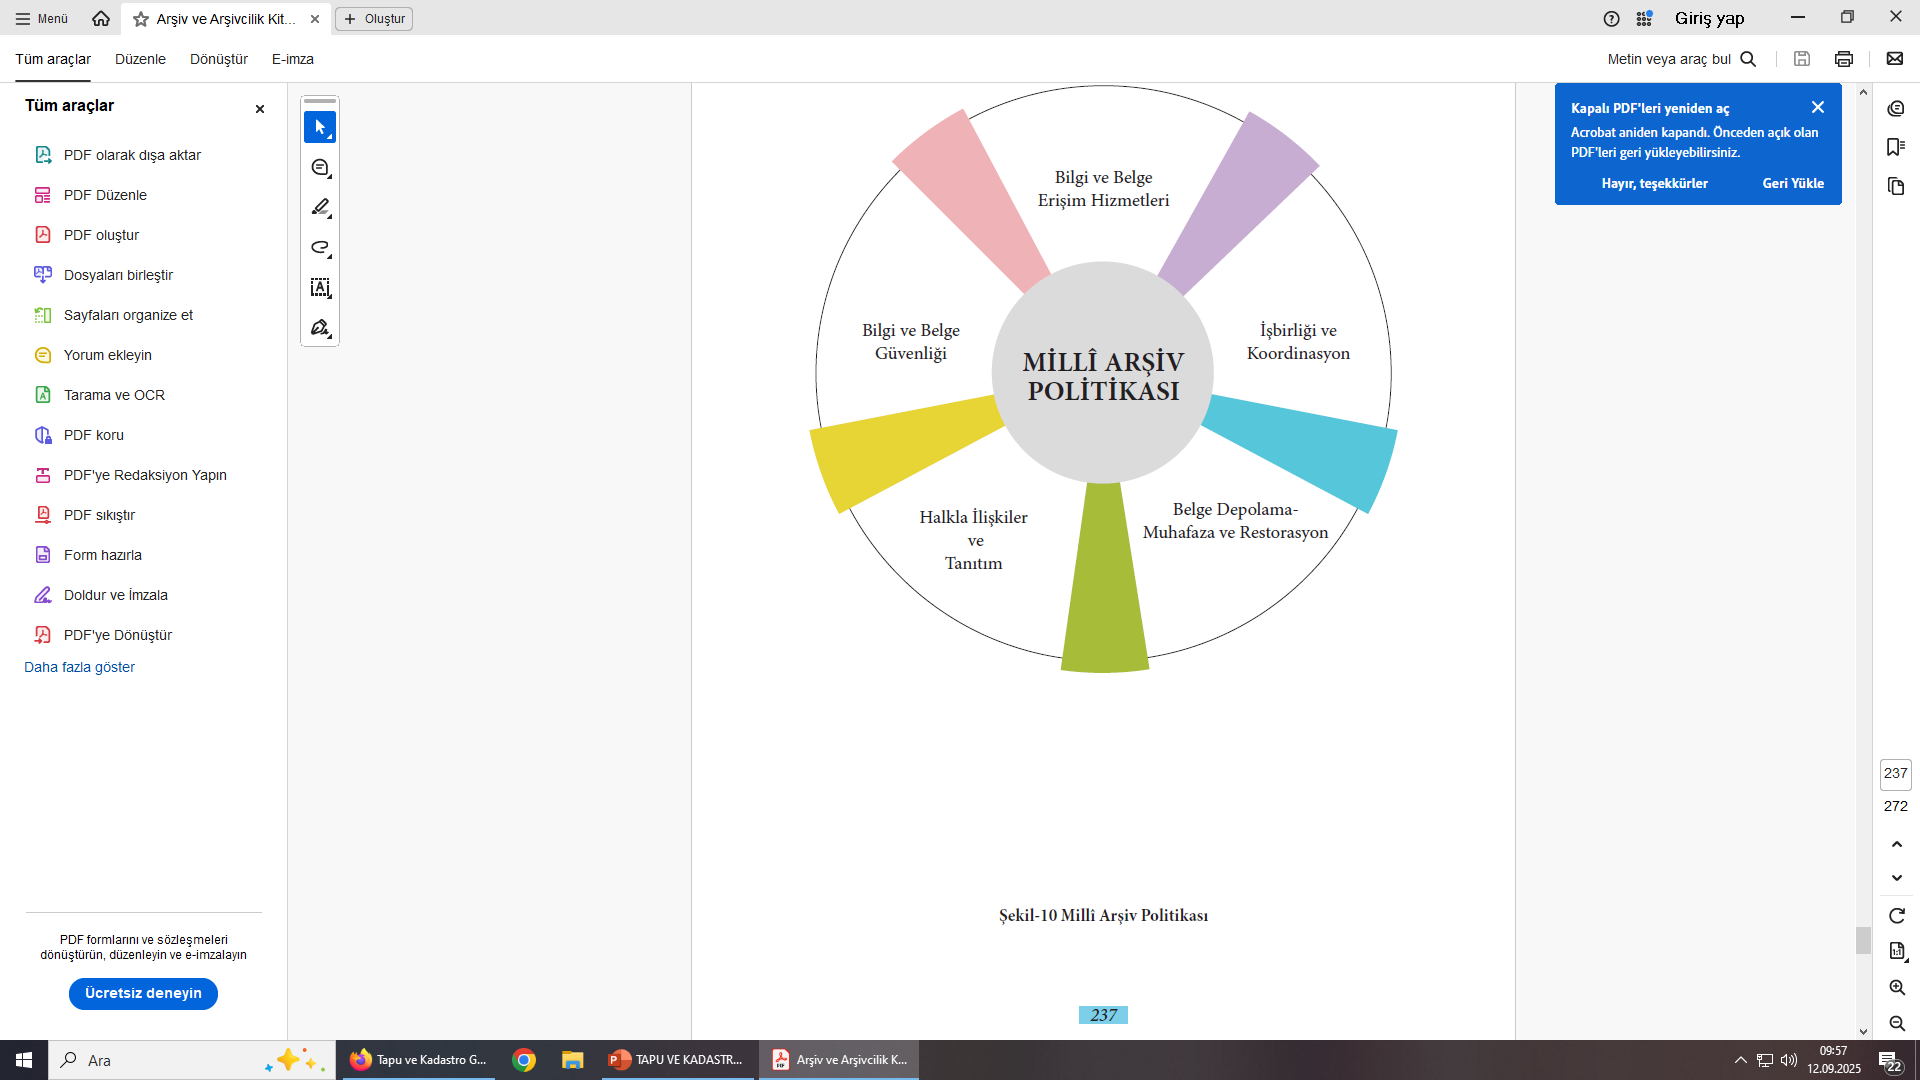 Menü
Arşiv ve Arşivcilik Kit...
Oluştur
Giriş yap
Tüm araçlar
Düzenle
Dönüştür
E-imza
Metin veya araç bul
Tüm araçlar
PDF olarak dışa aktar
PDF Düzenle
PDF oluştur
Dosyaları birleştir
Sayfaları organize et
Yorum ekleyin
Tarama ve OCR
PDF koru
PDF'ye Redaksiyon Yapın
PDF sıkıştır
Form hazırla
Doldur ve İmzala
PDF'ye Dönüştür
Daha fazla göster
PDF formlarını ve sözleşmeleri
dönüştürün, düzenleyin ve e-imzalayın
Ücretsiz deneyin
Bilgi ve Belge
Erişim Hizmetleri
Bilgi ve Belge
Güvenliği
İşbirliği ve
Koordinasyon
MİLLÎ ARŞİV
POLİTİKASI
Halkla İlişkiler
ve
Tanıtım
Belge Depolama-
Muhafaza ve Restorasyon
Şekil-10 Millî Arşiv Politikası
237
Kapalı PDF'leri yeniden aç
Acrobat aniden kapandı. Önceden açık olan
PDF'leri geri yükleyebilirsiniz.
Hayır, teşekkürler
Geri Yükle
237
272
Ara
Tapu ve Kadastro G...
TAPU VE KADASTR...
Arşiv ve Arşivcilik K...
09:57
12.09.2025
22